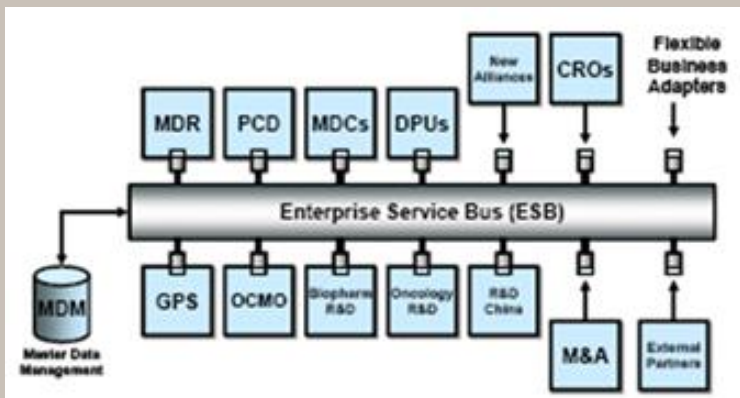 New
Alliances
CROs
Flexible
Business
Adapters
MDR
PCD
MDCs
DPUs
Enterprise Service Bus (ESB)
MDM
Master Data
Management
GPS
OCMO
Biopharm
R&D
Oncology
R&D
R&D
China
M&A
External
Partners